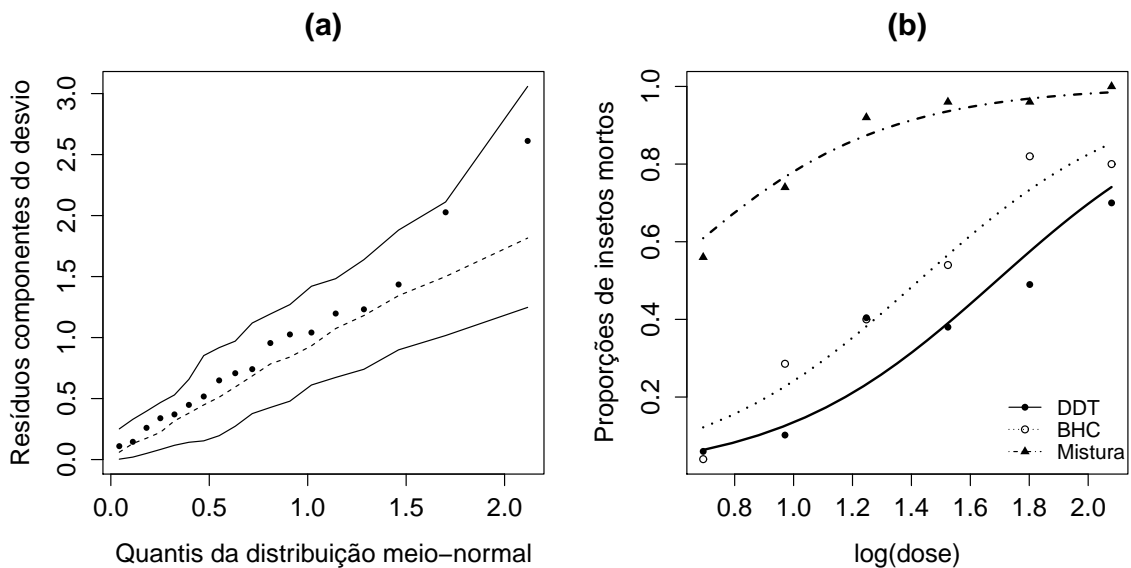 (a)
Resíduos componentes do desvio
3.0
2.5
2.0
1.5
1.0
0.5
0.0
0.0 0.5 1.0 1.5 2.0
Quantis da distribuição meio−normal
(b)
Proporções de insetos mortos
1.0
0.8
0.6
0.4
0.2
DDT
BHC
Mistura
0.8 1.0 1.2 1.4 1.6 1.8 2.0
log(dose)